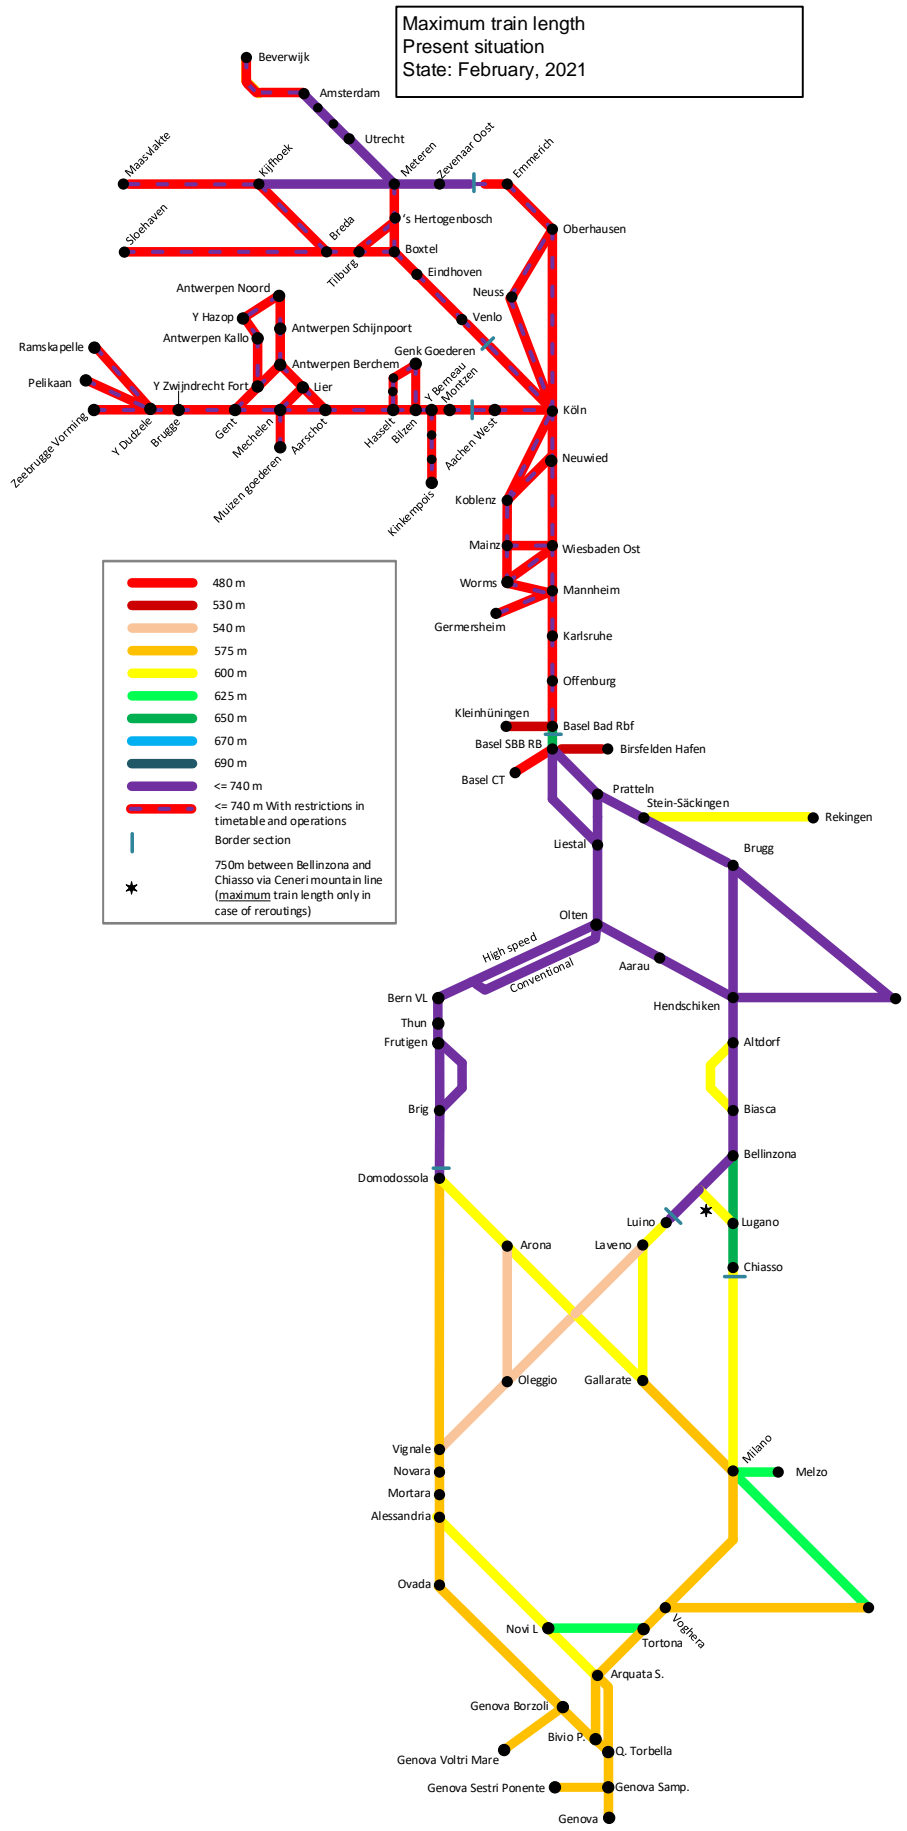 Maximum train length
Present situation
State: February, 2021
Beverwijk
Amsterdam
Utrecht
Maasvlakte
Kijfhoek
Meteren
Zevenaar Oost
Emmerich
Sloehaven
Breda
Tilburg
's Hertogenbosch
Boxtel
Oberhausen
Eindhoven
Neuss
Venlo
Antwerpen Noord
Y Hazop
Antwerpen Schijnpoort
Antwerpen Kallo
Ramskapelle
Antwerpen Berchem
Genk Goederen
Pelikaan
Y Zwijndrecht Fort
Lier
Y Berneau
Montzen
Köln
Zeebrugge Vorming
Y Dudzele
Brugge
Gent
Mechelen
Muizen goederen
Aarschot
Hasselt
Bilzen
Kinkempois
Aachen West
Neuwied
Koblenz
Mainz
Wiesbaden Ost
Worms
Mannheim
Germersheim
Karlsruhe
Offenburg
480 m
530 m
540 m
575 m
600 m
625 m
650 m
670 m
690 m
<= 740 m
<= 740 m With restrictions in
timetable and operations
Border section
750m between Bellinzona and
Chiasso via Ceneri mountain line
(maximum train length only in
case of reroutings)
Kleinhüningen
Basel Bad Rbf
Basel SBB RB
Birsfelden Hafen
Basel CT
Pratteln
Stein-Säckingen
Rekingen
Liestal
Brugg
Olten
High speed
Conventional
Aarau
Bern VL
Hendschiken
Thun
Frutigen
Altdorf
Brig
Biasca
Bellinzona
Domodossola
Luino
Lugano
Arona
Laveno
Chiasso
Oleggio
Gallarate
Vignale
Milano
Novara
Melzo
Mortara
Alessandria
Ovada
Novi L
Voghera
Tortona
Arquata S.
Genova Borzoli
Bivio P.
Q. Torbella
Genova Voltri Mare
Genova Sestri Ponente
Genova Samp.
Genova